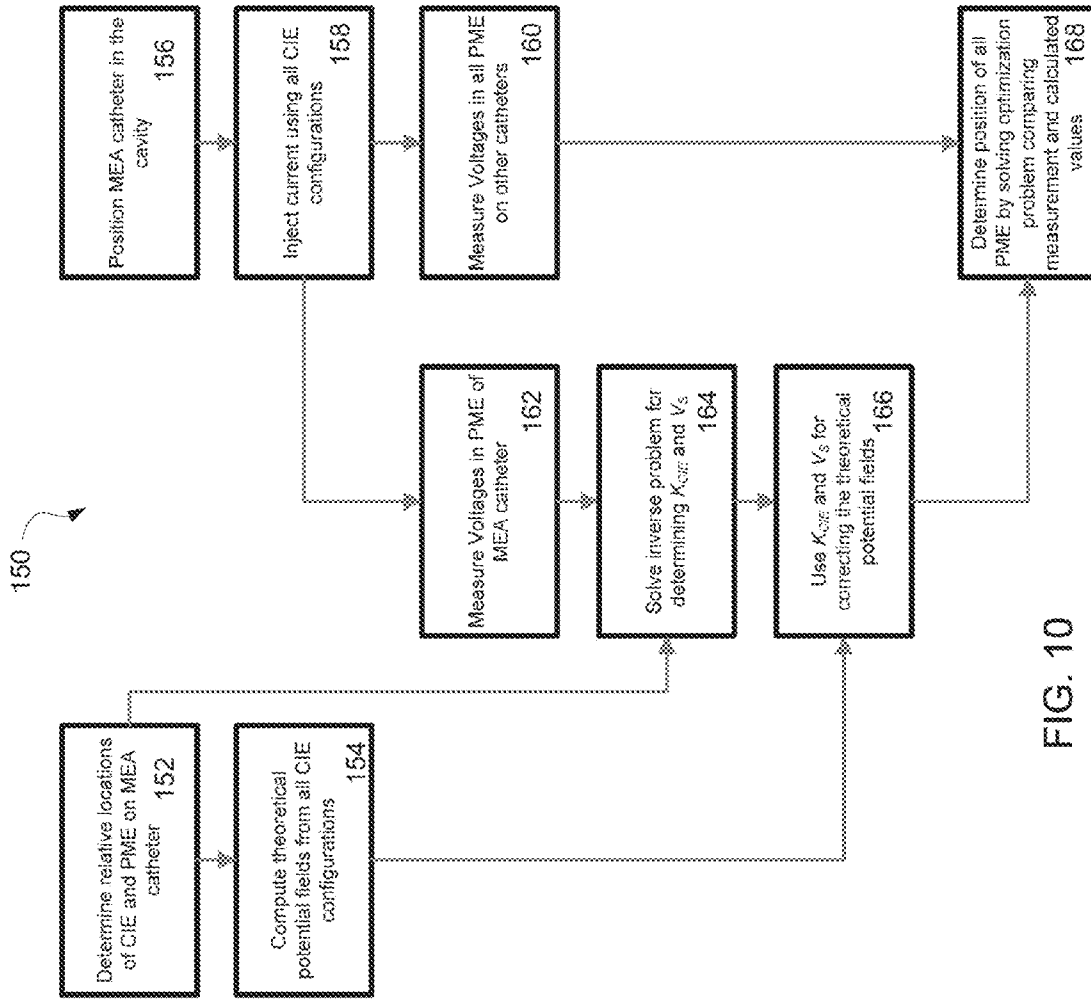 150
Determine relative locations
of CIE and PME on MEA
catheter
152
Compute theoretical
potential fields from all CIE
configurations
154
Measure Voltages in PME of
MEA catheter
162
Solve inverse problem for
determining K_CIE and V_S
164
Use K_CIE and V_S for
correcting the theoretical
potential fields
166
Position MEA catheter in the
cavity
156
Inject current using all CIE
configurations
158
Measure Voltages in all PME
on other catheters
160
Determine position of all
PME by solving optimization
problem comparing
measurement and calculated
values
168
FIG. 10